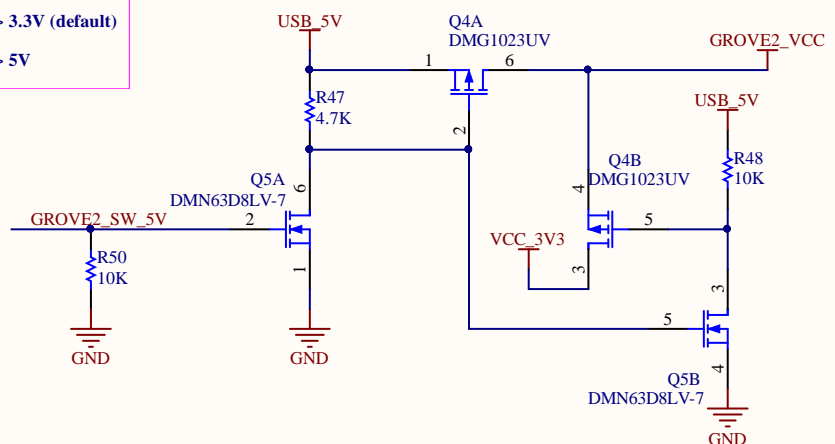 > 3.3V (default)
> 5V
USB_5V
R47
4.7K
1
Q4A
DMG1023UV
6
2
GROVE2_VCC
USB_5V
R48
10K
Q4B
DMG1023UV
4
5
3
VCC_3V3
Q5A
DMN63D8LV-7
6
2
1
GROVE2_SW_5V
R50
10K
GND
GND
5
3
4
Q5B
DMN63D8LV-7
GND